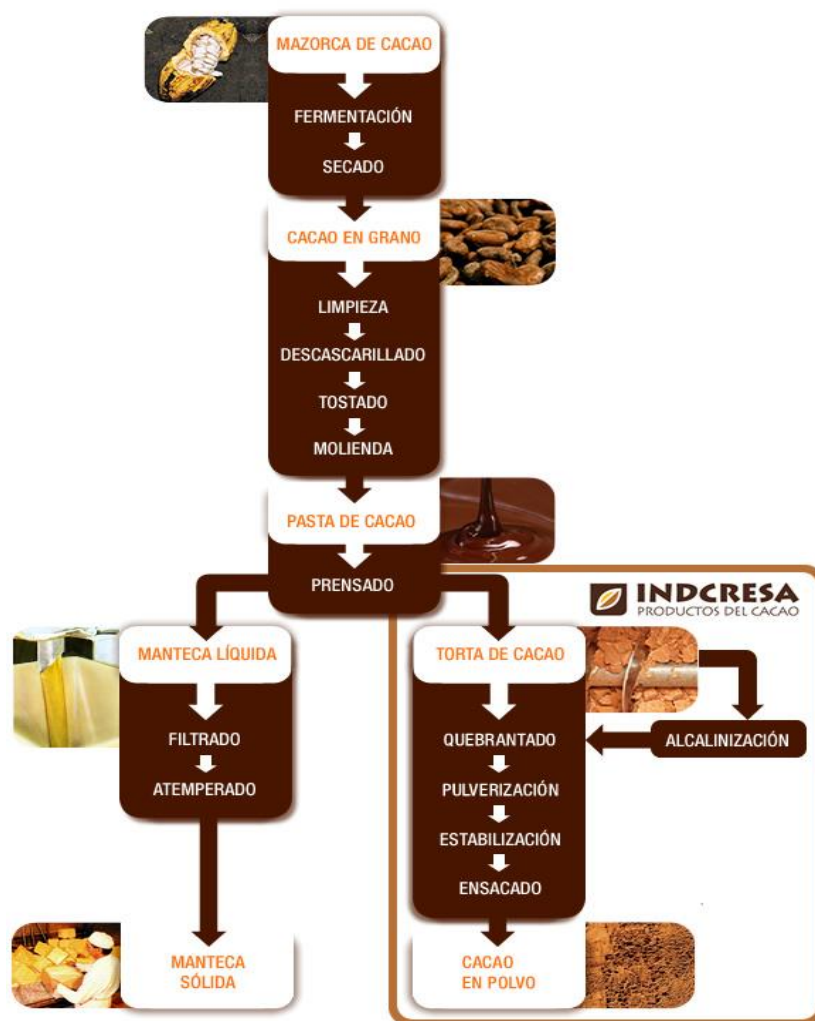 MAZORCA DE CACAO
FERMENTACIÓN
SECADO
CACAO EN GRANO
LIMPIEZA
DESCASCARILLADO
TOSTADO
MOLIENDA
PASTA DE CACAO
PRENSADO
INDCRESA
PRODUCTOS DEL CACAO
MANTECA LÍQUIDA
FILTRADO
ATEMPERADO
MANTECA
SÓLIDA
TORTA DE CACAO
ALCALINIZACIÓN
QUEBRANTADO
PULVERIZACIÓN
ESTABILIZACIÓN
ENSACADO
CACAO
EN POLVO